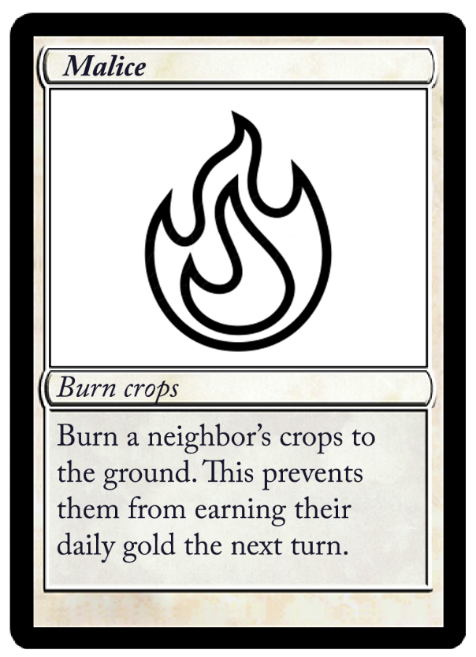 Malice
Burn crops
Burn a neighbor's crops to
the ground. This prevents
them from earning their
daily gold the next turn.